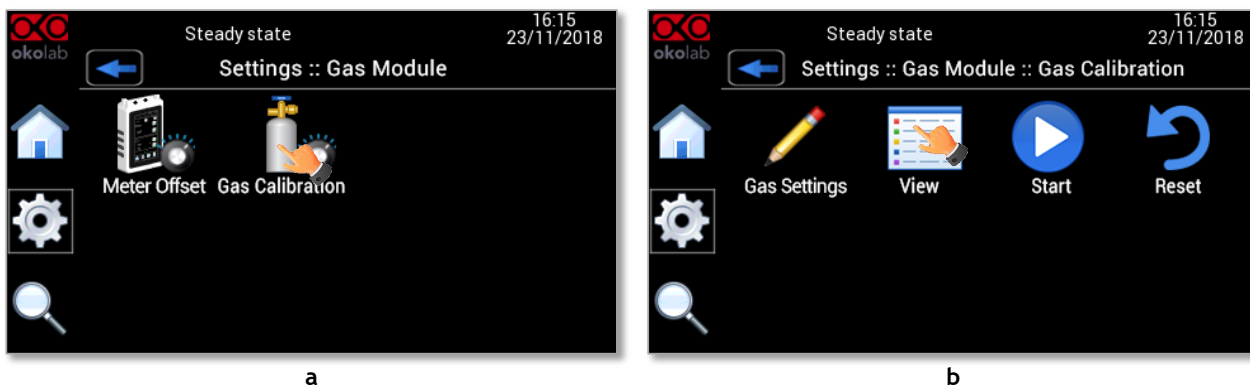 okolab
Steady state
16:15
23/11/2018
Settings :: Gas Module
Meter Offset
Gas Calibration
a
okolab
Steady state
16:15
23/11/2018
Settings :: Gas Module :: Gas Calibration
Gas Settings
View
Start
Reset
b